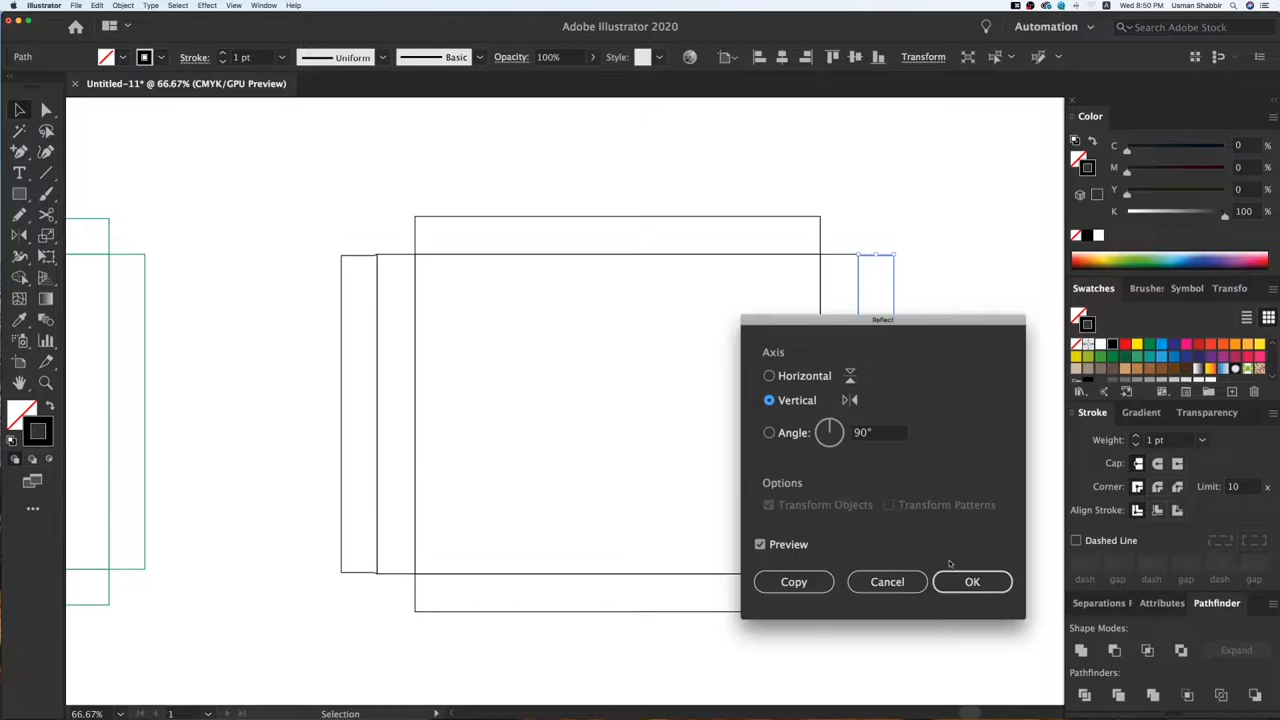 Illustrator File Edit Object Type Select Effect View Window Help
Wed 8:50 PM Usman Shabbir
Adobe Illustrator 2020
Automation
Search Adobe Stock
Path
Stroke: 1 pt
Uniform
Basic
Opacity: 100%
Style:
Transform
Untitled-11* @ 66.67% (CMYK/GPU Preview)
Color
C 0 %
M 0 %
Y 0 %
K 100 %
Swatches Brushe Symbol Transfo
Reflect
Axis
Horizontal
Vertical
Angle: 90°
Options
Transform Objects Transform Patterns
Preview
Copy Cancel OK
Stroke Gradient Transparency
Weight: 1 pt
Cap:
Corner: Limit: 10 x
Align Stroke:
Dashed Line
dash gap dash gap dash gap
Separations F Attributes Pathfinder
Shape Modes:
Expand
Pathfinders:
66.67% 1 Selection